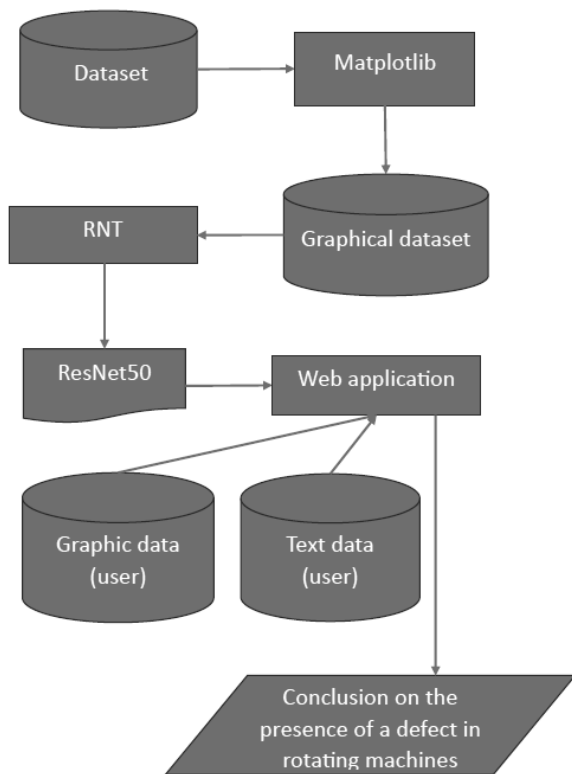 Dataset
Matplotlib
Graphical dataset
RNT
ResNet50
Web application
Graphic data
(user)
Text data
(user)
Conclusion on the
presence of a defect in
rotating machines